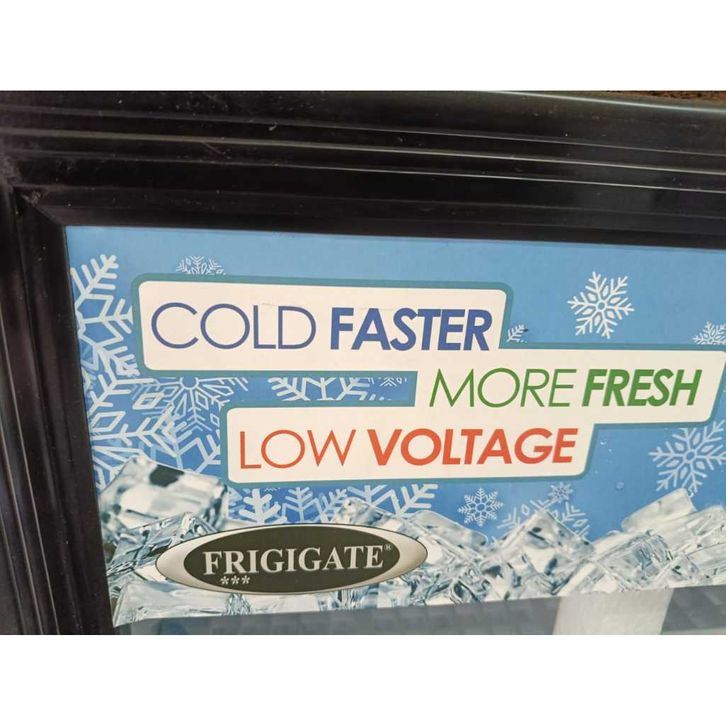 COLD FASTER
MORE FRESH
LOW VOLTAGE
FRIGIGATE®
***